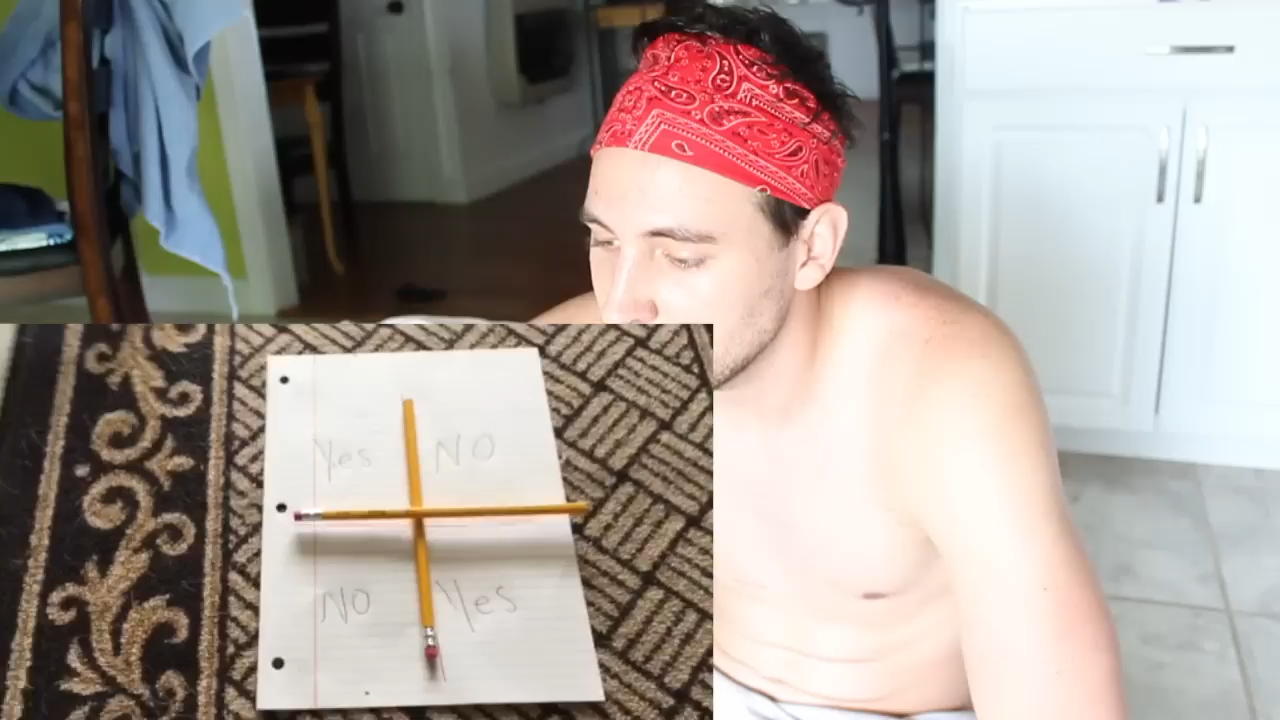 Yes NO
NO Yes